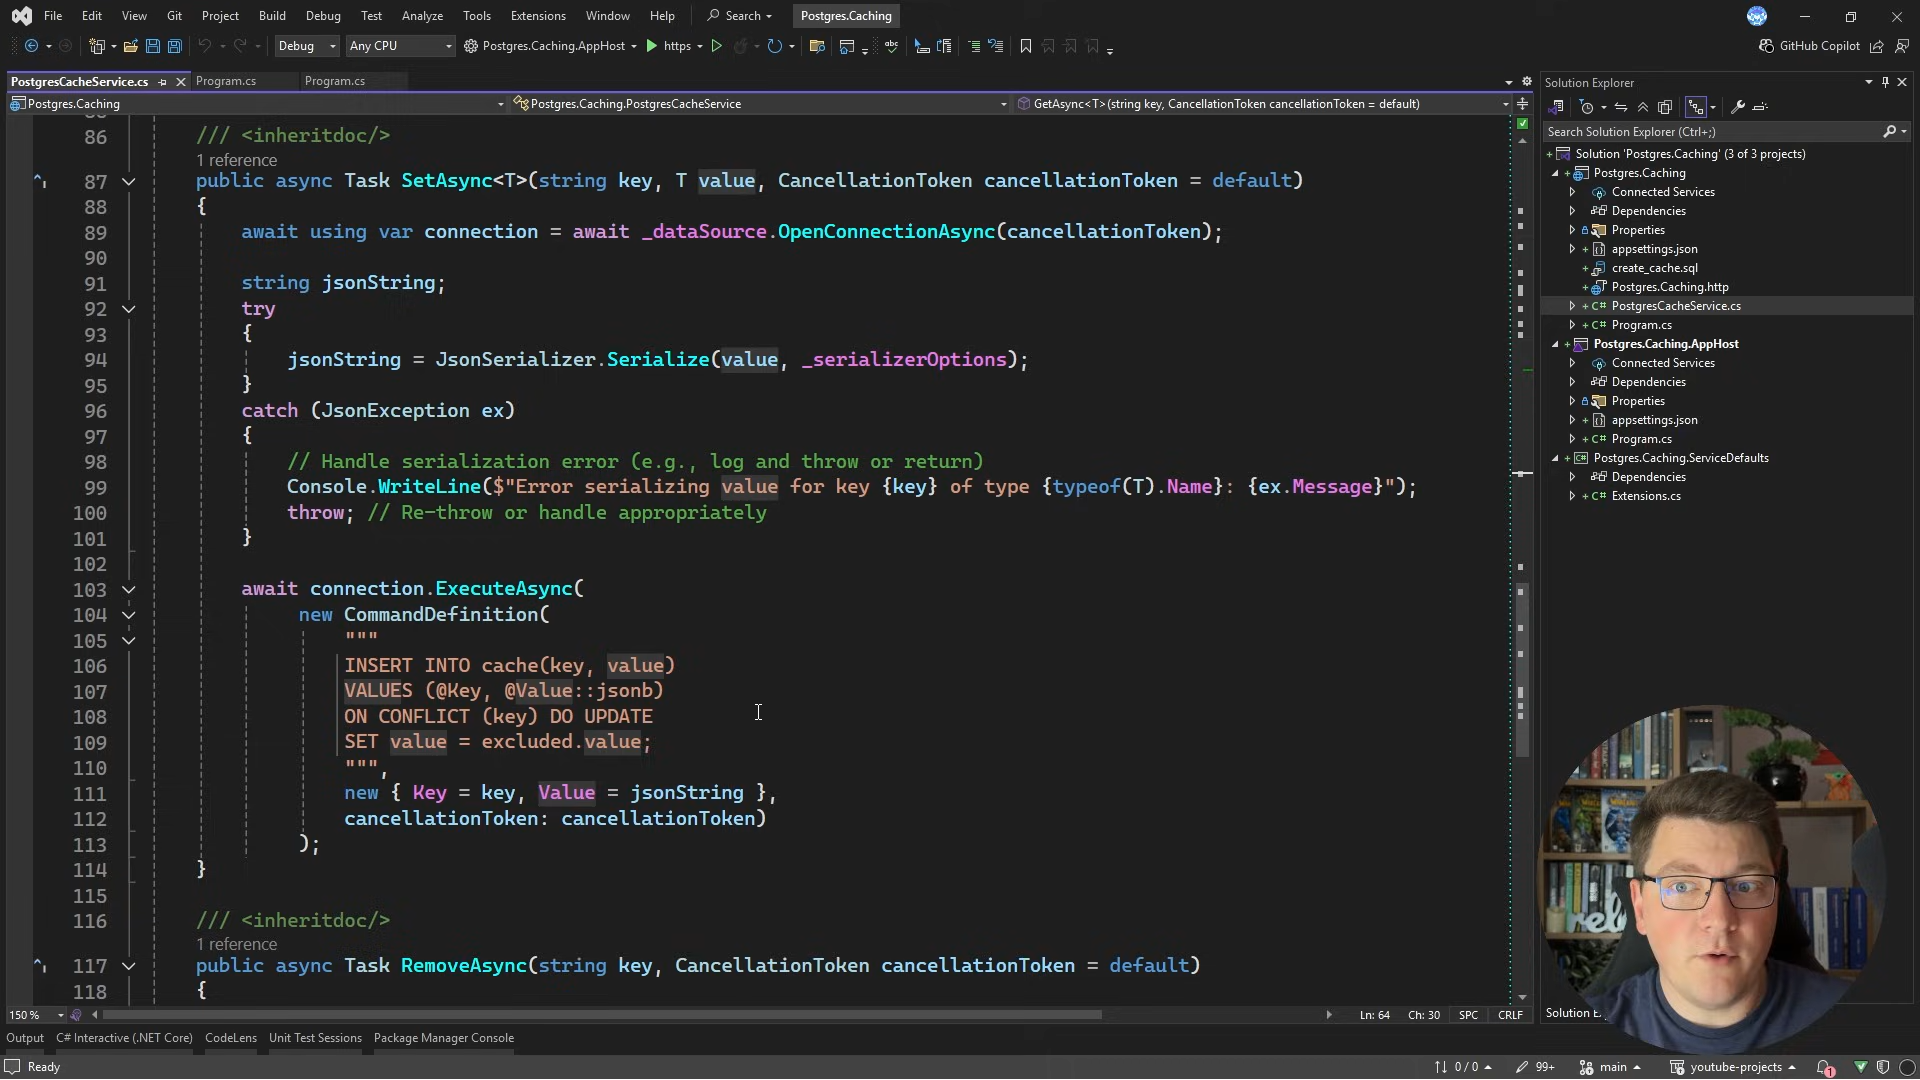 File Edit View Git Project Build Debug Test Analyze Tools Extensions Window Help Search Postgres.Caching
Debug Any CPU Postgres.Caching.AppHost https GitHub Copilot
PostgresCacheService.cs Program.cs Program.cs
Postgres.Caching Postgres.Caching.PostgresCacheService GetAsync<T>(string key, CancellationToken cancellationToken = default)
86 /// <inheritdoc/>
1 reference
87 public async Task SetAsync<T>(string key, T value, CancellationToken cancellationToken = default)
88 {
89 await using var connection = await _dataSource.OpenConnectionAsync(cancellationToken);
90
91 string jsonString;
92 try
93 {
94 jsonString = JsonSerializer.Serialize(value, _serializerOptions);
95 }
96 catch (JsonException ex)
97 {
98 // Handle serialization error (e.g., log and throw or return)
99 Console.WriteLine($"Error serializing value for key {key} of type {typeof(T).Name}: {ex.Message}");
100 throw; // Re-throw or handle appropriately
101 }
102
103 await connection.ExecuteAsync(
104 new CommandDefinition(
105 """
106 INSERT INTO cache(key, value)
107 VALUES (@Key, @Value::jsonb)
108 ON CONFLICT (key) DO UPDATE
109 SET value = excluded.value;
110 """,
111 new { Key = key, Value = jsonString },
112 cancellationToken: cancellationToken)
113 );
114 }
115
116 /// <inheritdoc/>
1 reference
117 public async Task RemoveAsync(string key, CancellationToken cancellationToken = default)
118 {
150 % Ln: 64 Ch: 30 SPC CRLF
Output C# Interactive (.NET Core) CodeLens Unit Test Sessions Package Manager Console
Ready 0 / 0 99+ main youtube-projects 1
Solution Explorer
Search Solution Explorer (Ctrl+;)
Solution 'Postgres.Caching' (3 of 3 projects)
Postgres.Caching
Connected Services
Dependencies
Properties
appsettings.json
create_cache.sql
Postgres.Caching.http
C# PostgresCacheService.cs
C# Program.cs
Postgres.Caching.AppHost
Connected Services
Dependencies
Properties
appsettings.json
C# Program.cs
Postgres.Caching.ServiceDefaults
Dependencies
C# Extensions.cs